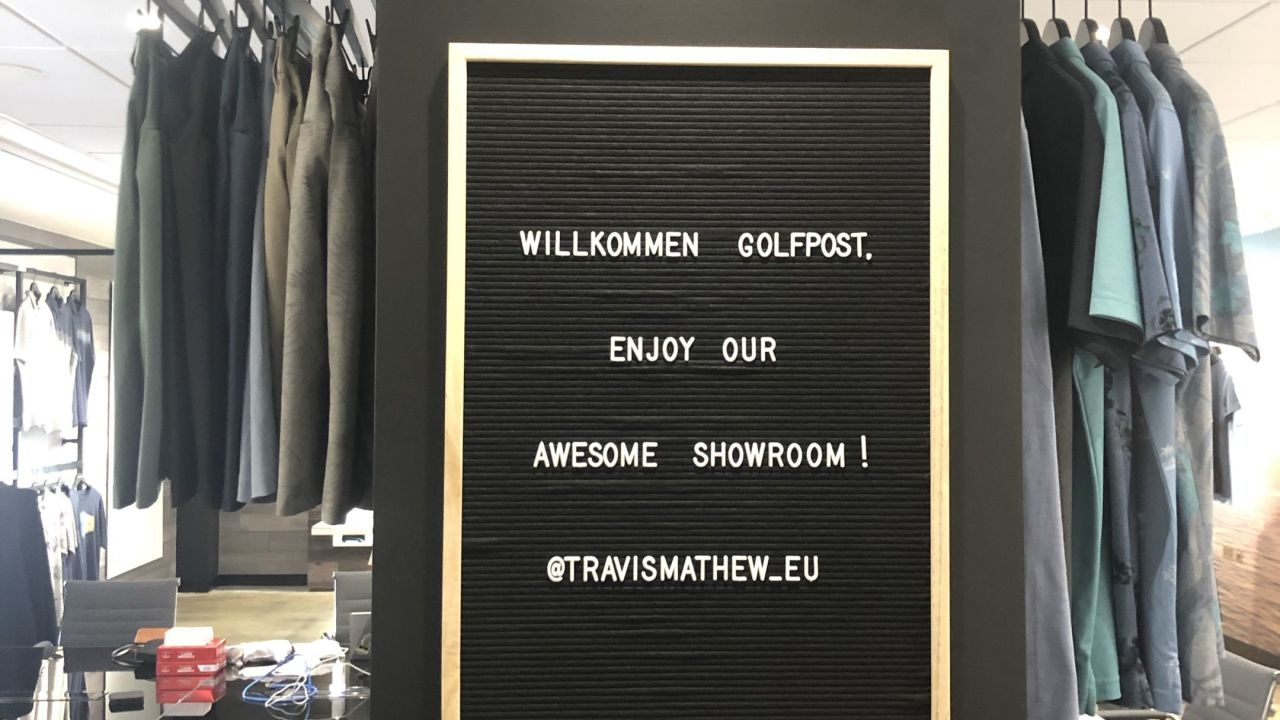 WILLKOMMEN GOLFPOST.
ENJOY OUR
AWESOME SHOWROOM!
@TRAVISMATHEW_EU